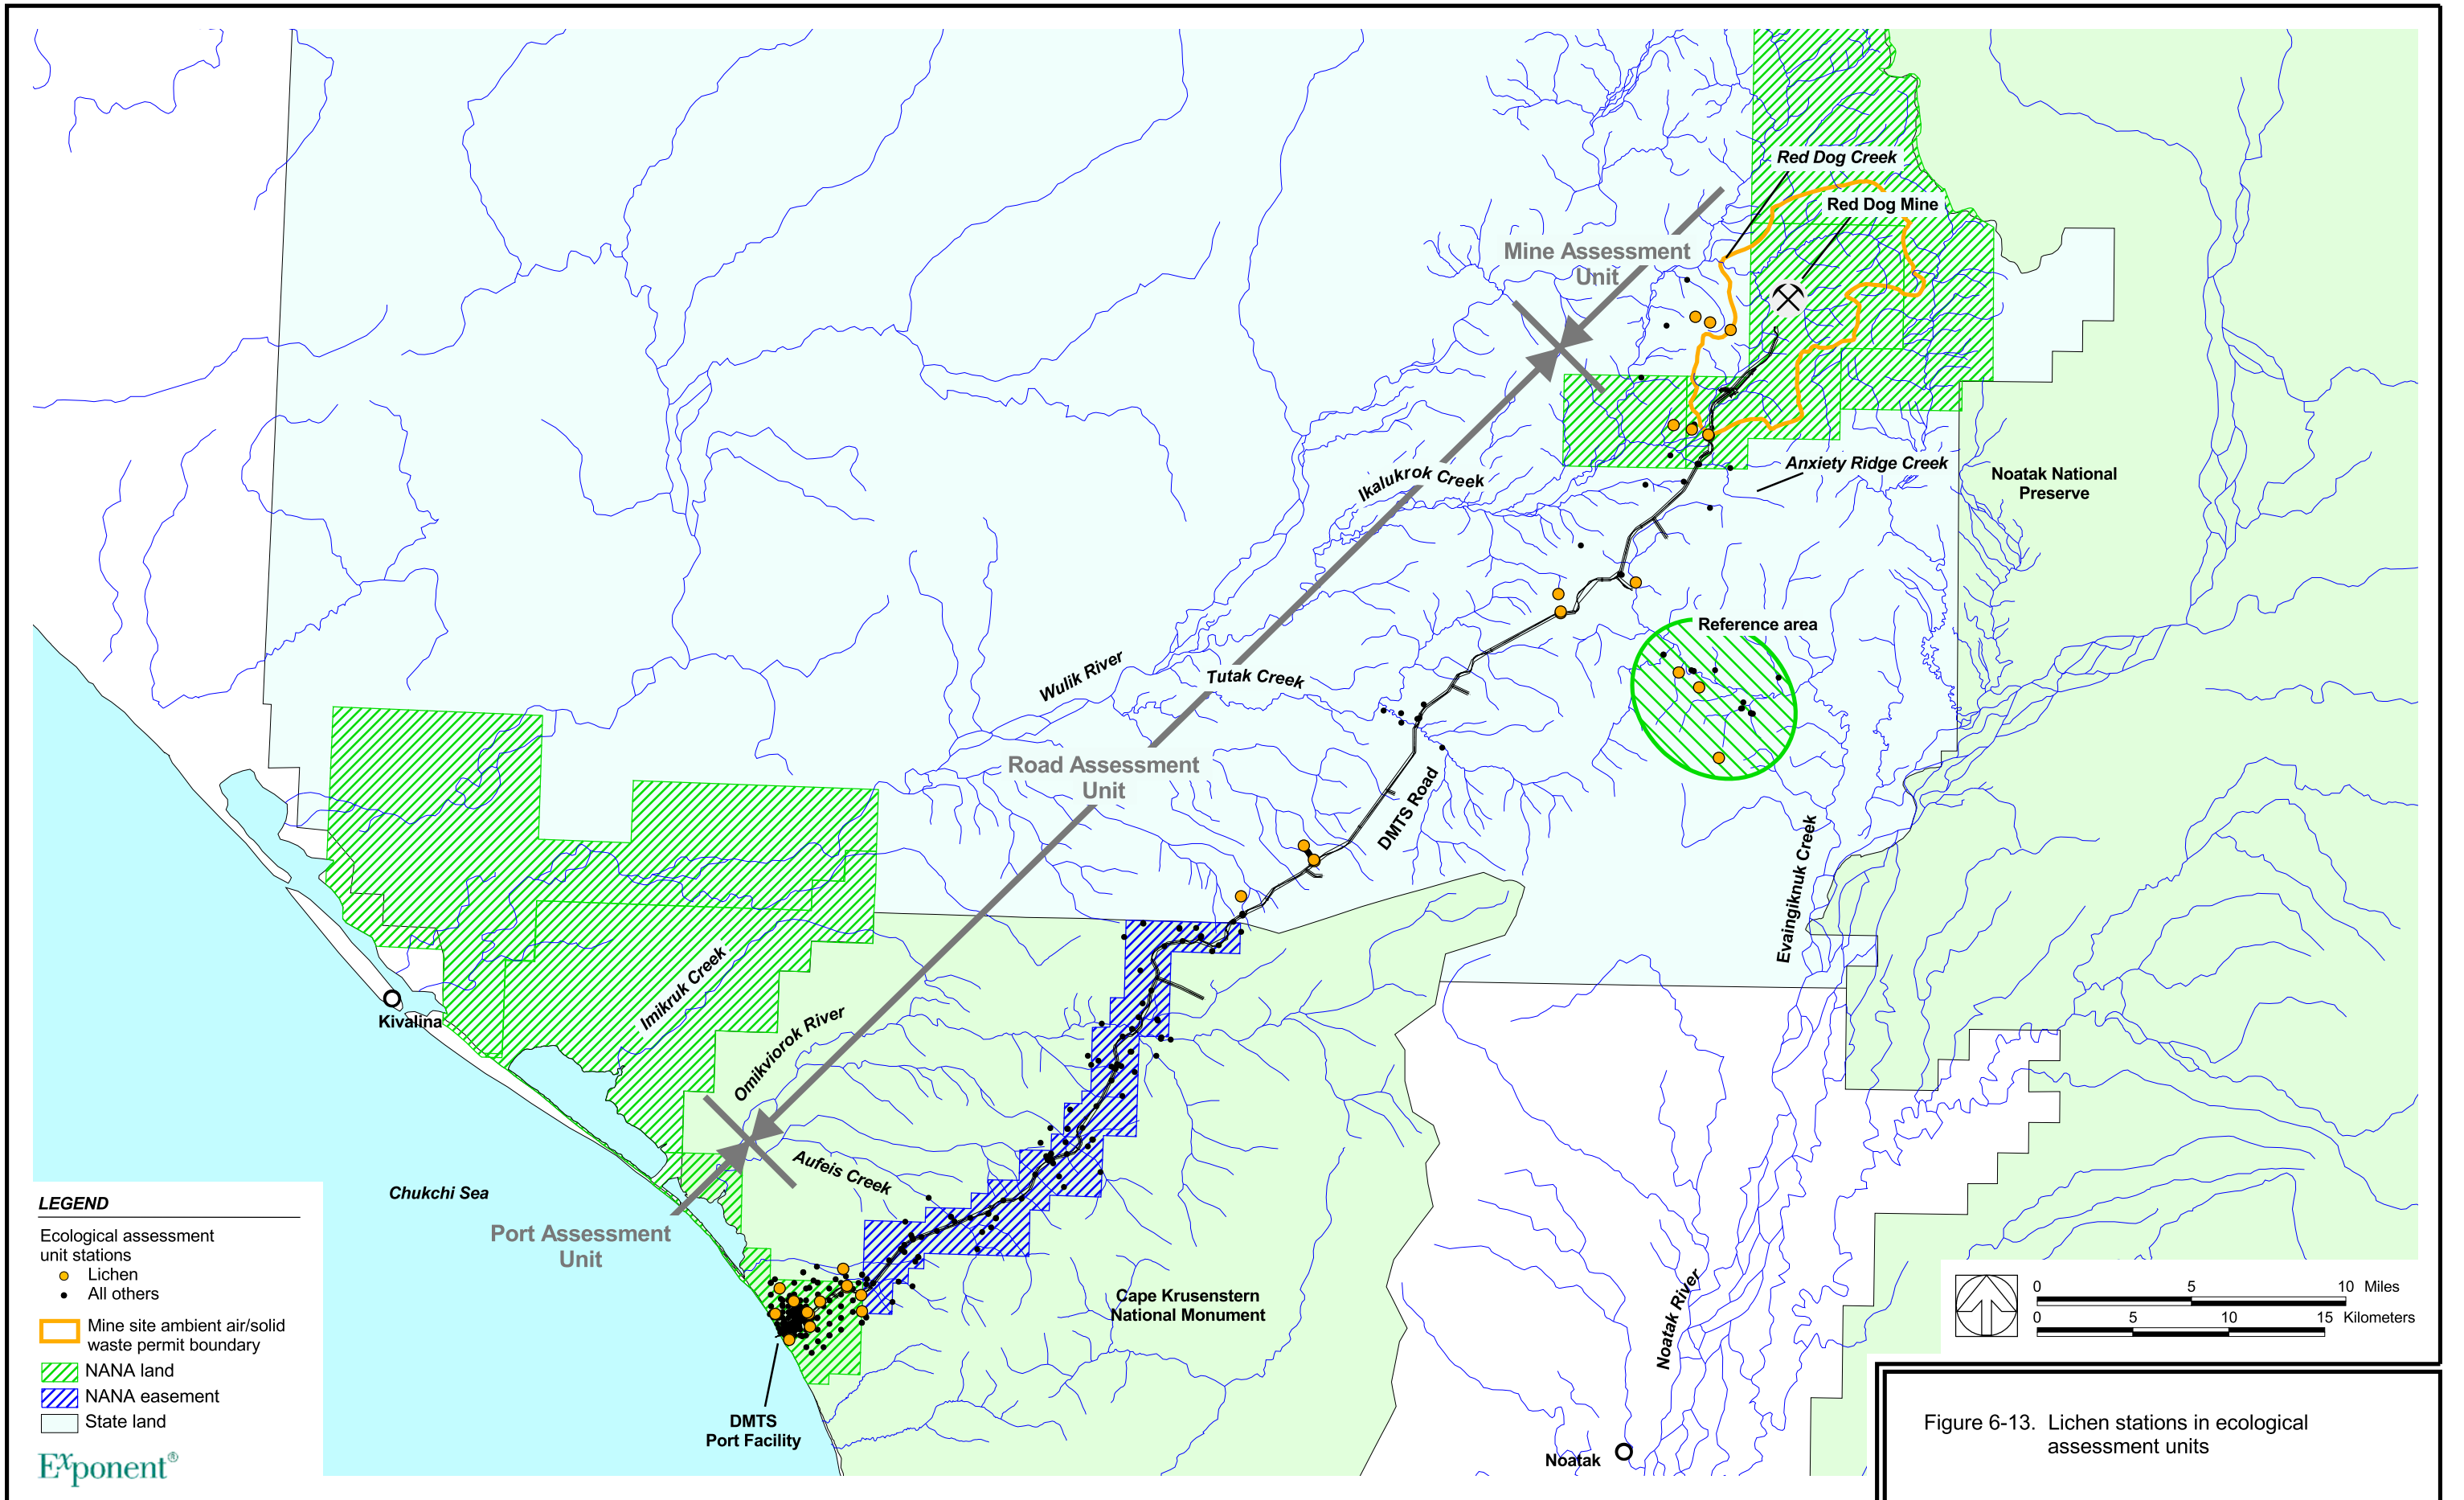 Red Dog Creek
Red Dog Mine
Mine Assessment
Unit
Ikalukrok Creek
Anxiety Ridge Creek
Noatak National
Preserve
Reference area
Wulik River
Tutak Creek
Road Assessment
Unit
DMTS Road
Evaingiknuk Creek
Imikruk Creek
Kivalina
Omikviorok River
Aufeis Creek
Chukchi Sea
Port Assessment
Unit
Cape Krusenstern
National Monument
Noatak River
DMTS
Port Facility
Noatak
LEGEND
Ecological assessment
unit stations
Lichen
All others
Mine site ambient air/solid
waste permit boundary
NANA land
NANA easement
State land
Exponent®
0 5 10 Miles
0 5 10 15 Kilometers
Figure 6-13. Lichen stations in ecological
assessment units